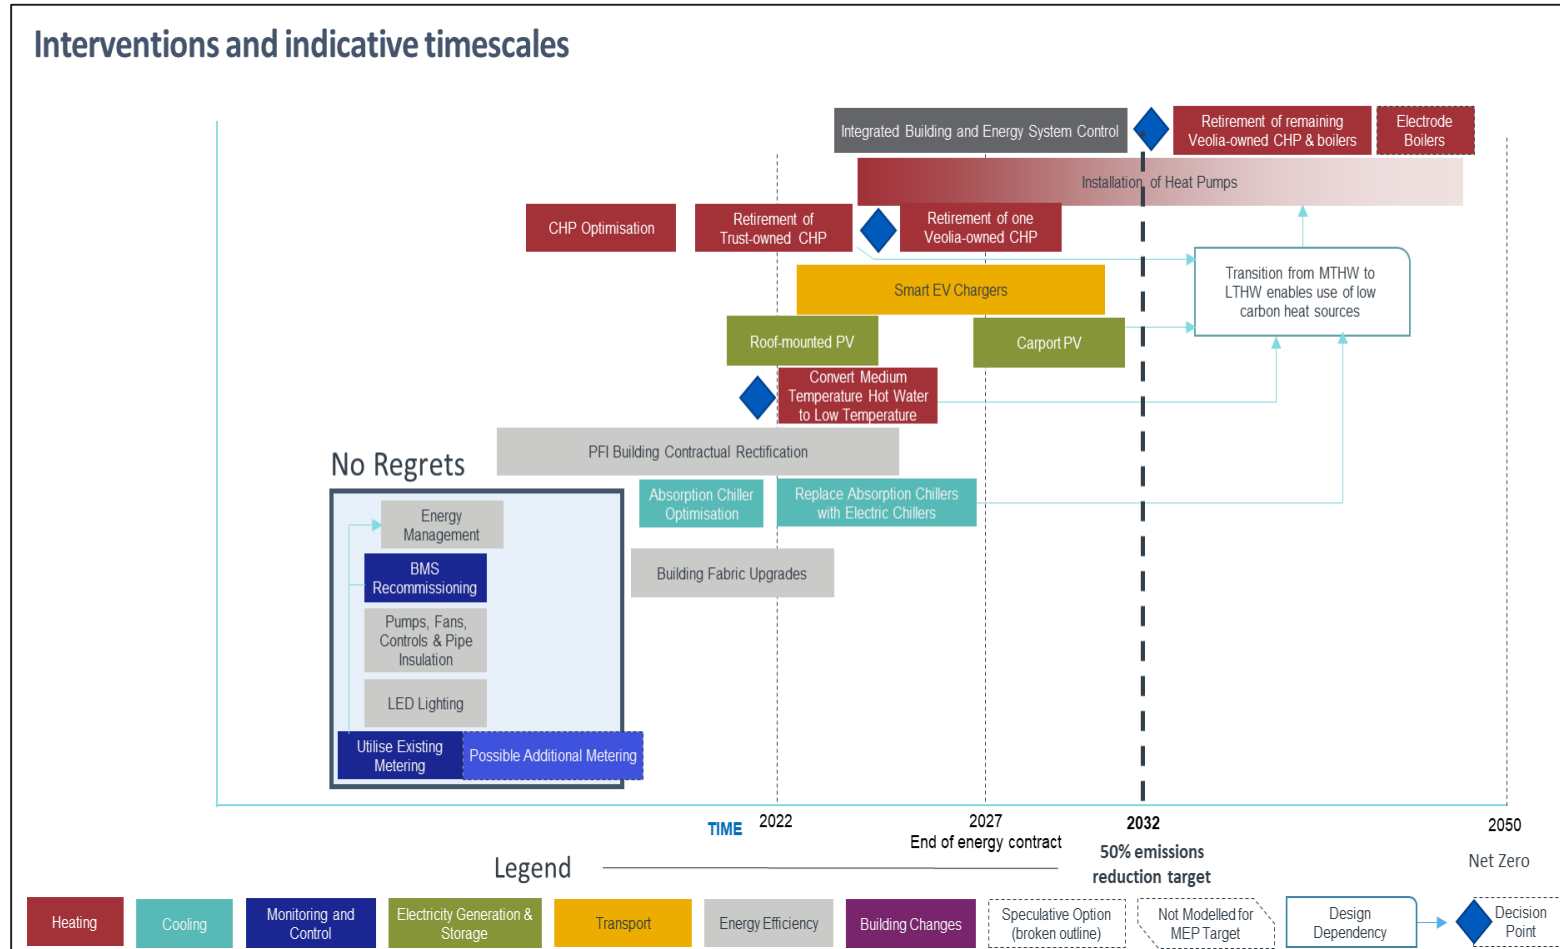 Interventions and indicative timescales
Integrated Building and Energy System Control
Retirement of remaining
Veolia-owned CHP & boilers
Electrode
Boilers
Installation of Heat Pumps
CHP Optimisation
Retirement of
Trust-owned CHP
Retirement of one
Veolia-owned CHP
Smart EV Chargers
Transition from MTHW to
LTHW enables use of low
carbon heat sources
Roof-mounted PV
Carport PV
Convert Medium
Temperature Hot Water
to Low Temperature
PFI Building Contractual Rectification
No Regrets
Absorption Chiller
Optimisation
Replace Absorption Chillers
with Electric Chillers
Energy
Management
BMS
Recommissioning
Building Fabric Upgrades
Pumps, Fans,
Controls & Pipe
Insulation
LED Lighting
Utilise Existing
Metering
Possible Additional Metering
TIME
2022
2027
End of energy contract
2032
50% emissions
reduction target
2050
Net Zero
Legend
Heating
Cooling
Monitoring and
Control
Electricity Generation &
Storage
Transport
Energy Efficiency
Building Changes
Speculative Option
(broken outline)
Not Modelled for
MEP Target
Design
Dependency
Decision
Point